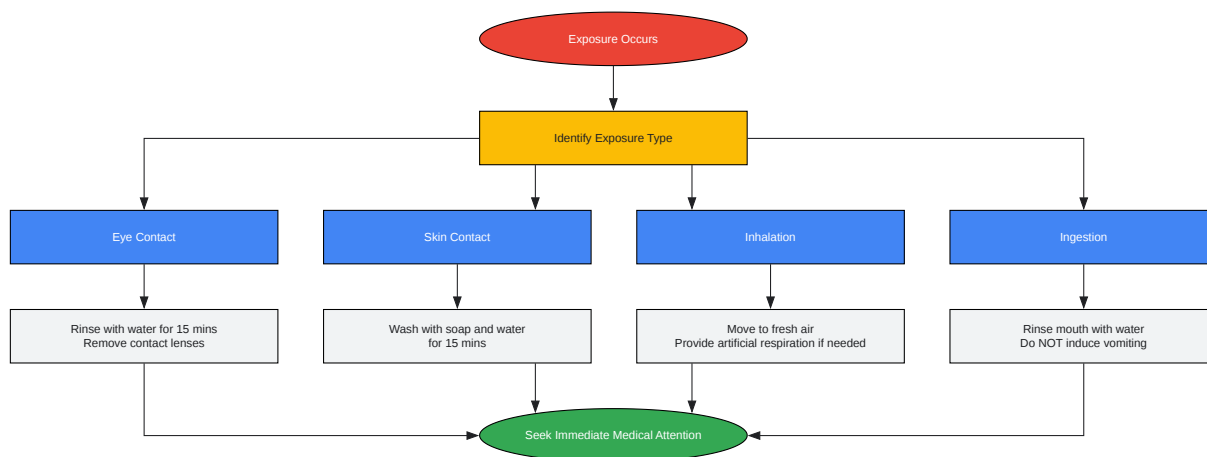 Exposure Occurs
Identify Exposure Type
Eye Contact
Skin Contact
Inhalation
Ingestion
Rinse with water for 15 mins
Remove contact lenses
Wash with soap and water
for 15 mins
Move to fresh air
Provide artificial respiration if needed
Rinse mouth with water
Do NOT induce vomiting
Seek Immediate Medical Attention